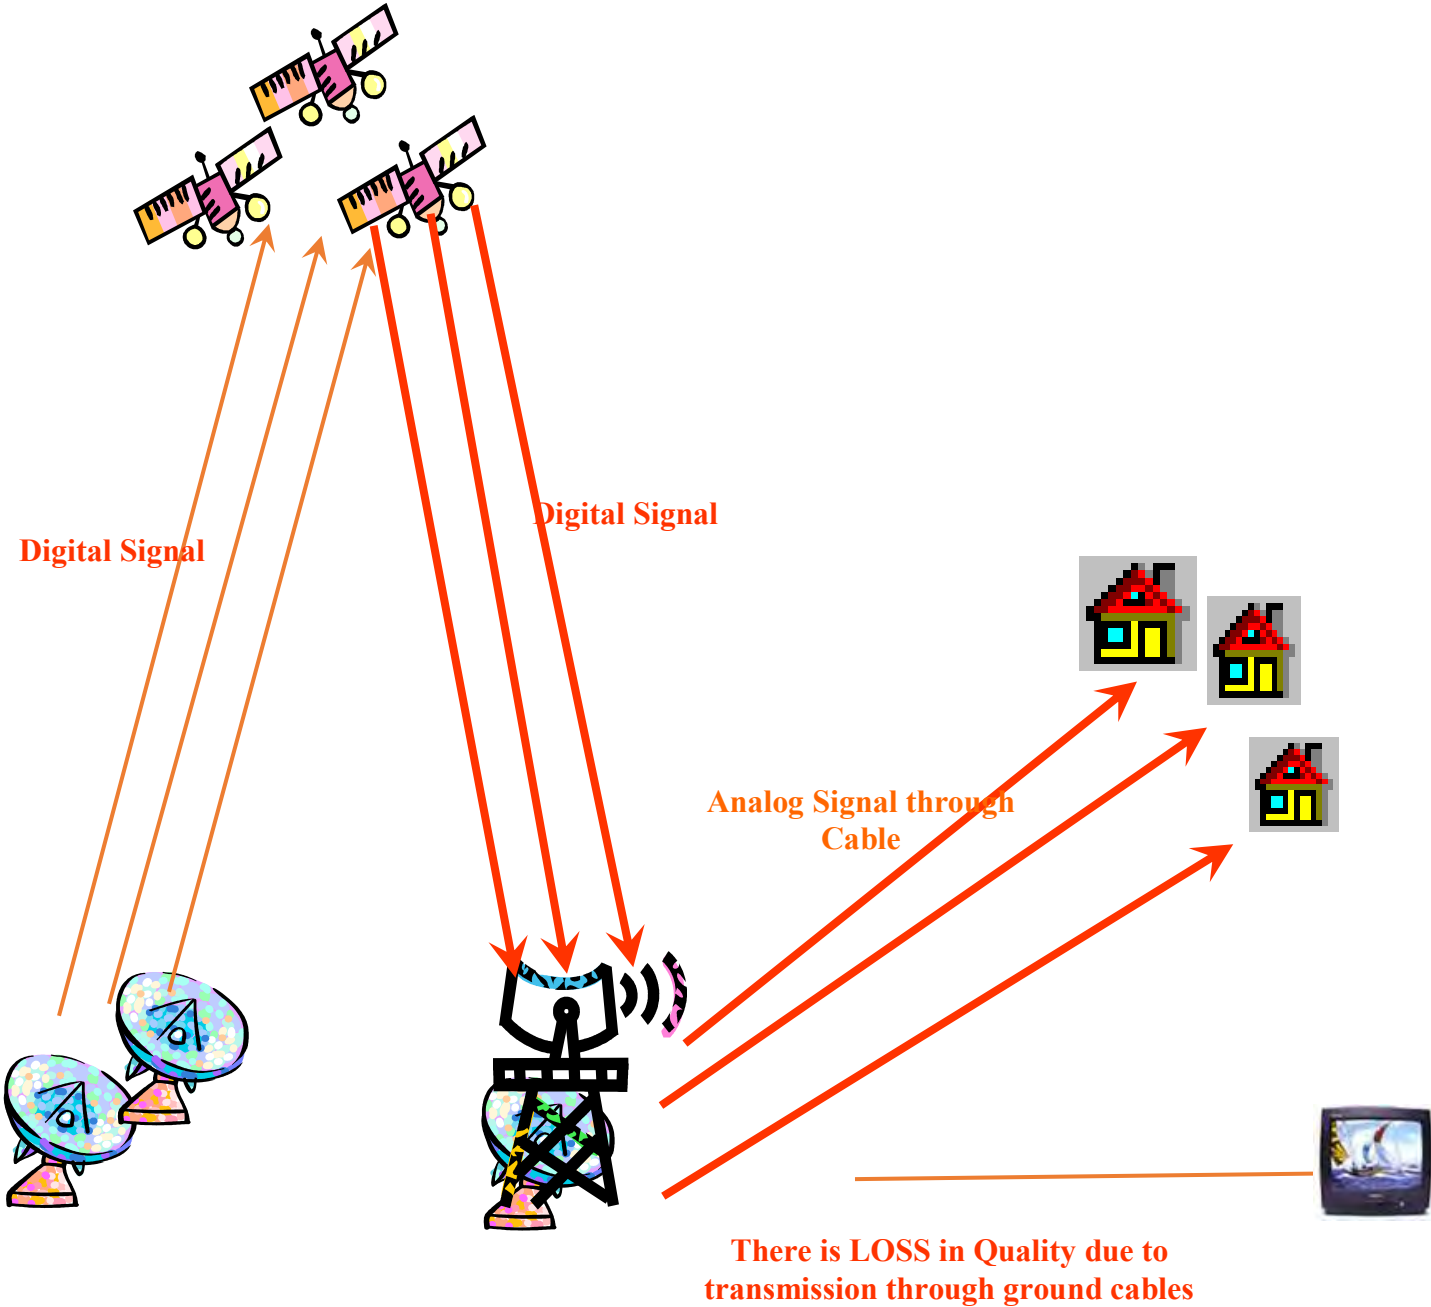 Digital Signal
Digital Signal
Analog Signal through
Cable
There is LOSS in Quality due to
transmission through ground cables